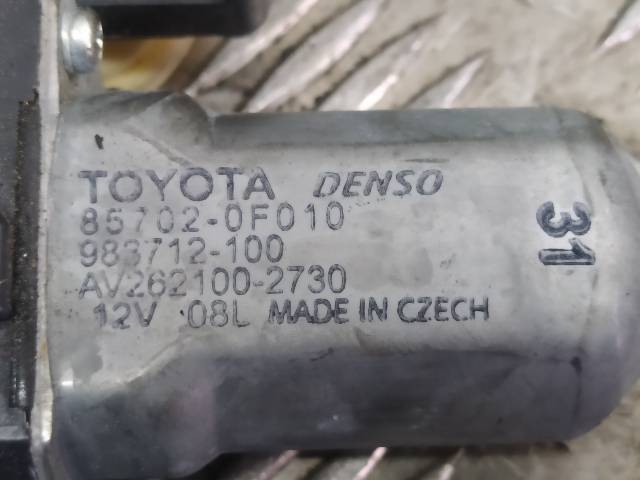 TOYOTA DENSO
85702-0F010
983712-100
AV262100-2730
12V 08L MADE IN CZECH
31